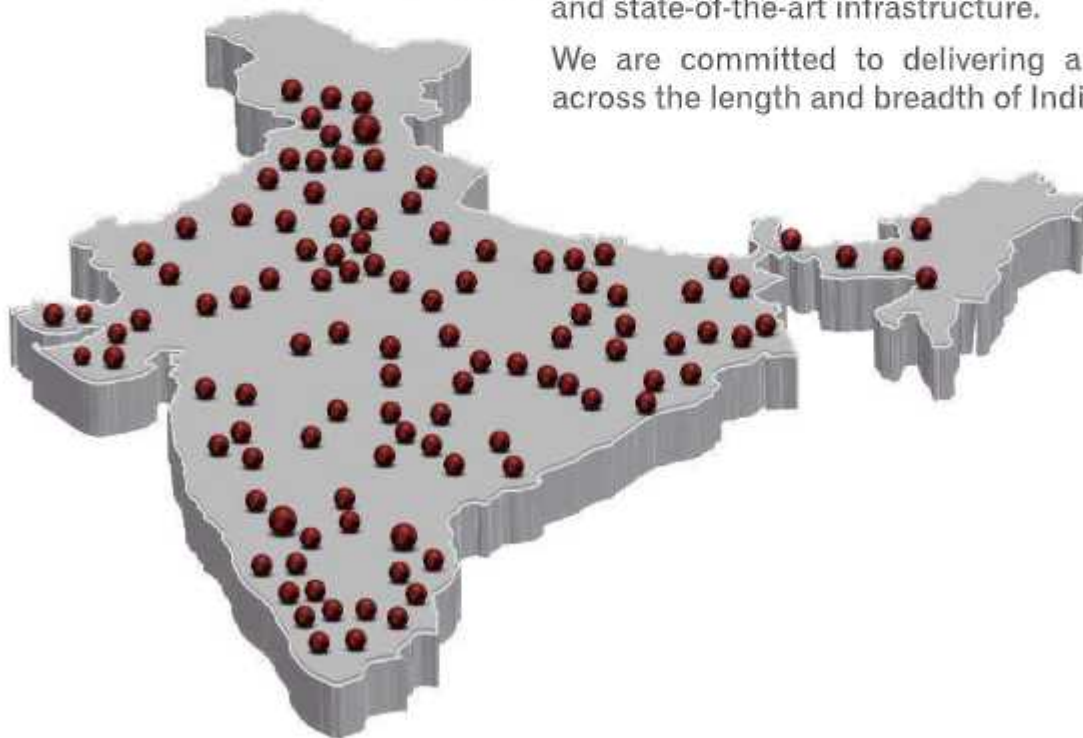 and state-of-the-art infrastructure.
We are committed to delivering a
across the length and breadth of Indi